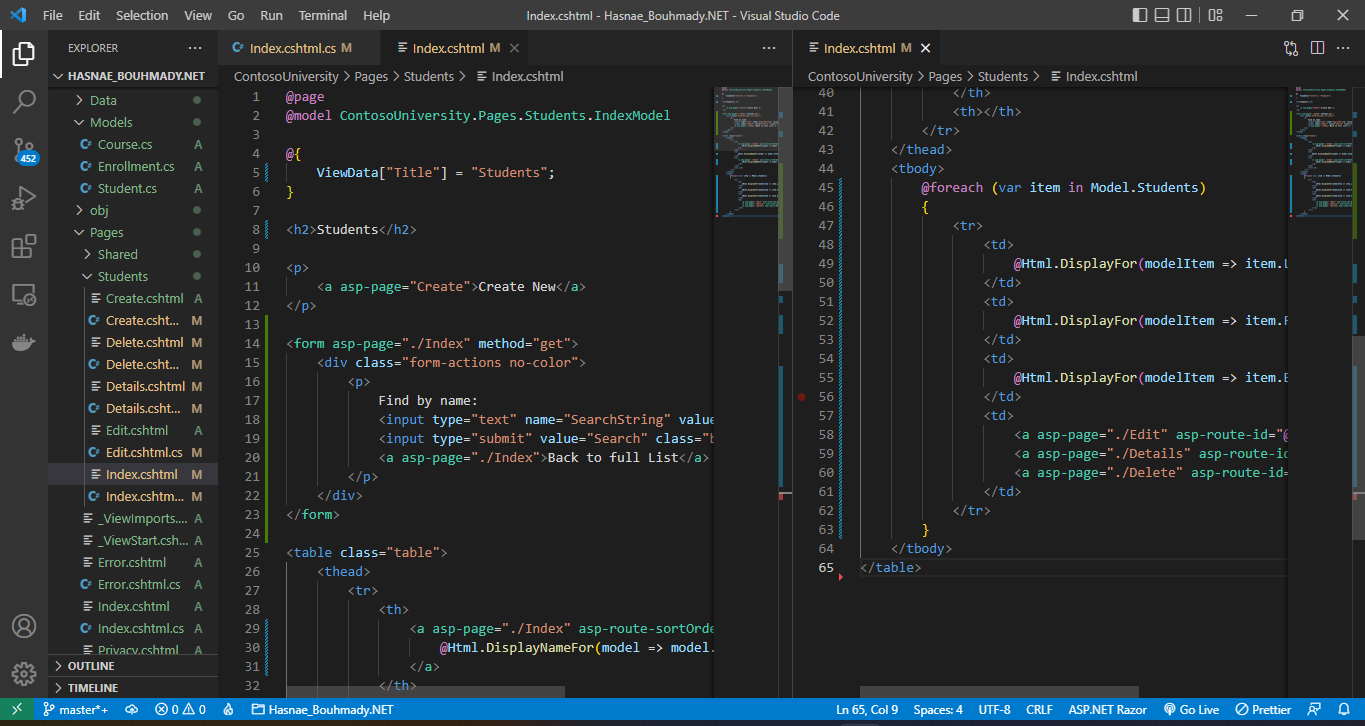 File Edit Selection View Go Run Terminal Help
Index.cshtml - Hasnae_Bouhmady.NET - Visual Studio Code
EXPLORER
HASNAE_BOUHMADY.NET
Data
Models
Course.cs A
Enrollment.cs A
Student.cs A
obj
Pages
Shared
Students
Create.cshtml A
Create.csht... M
Delete.cshtml M
Delete.csht... M
Details.cshtml M
Details.csht... M
Edit.cshtml A
Edit.cshtml.cs M
Index.cshtml M
Index.cshtm... M
_ViewImports.... A
_ViewStart.csh... A
Error.cshtml A
Error.cshtml.cs A
Index.cshtml A
Index.cshtml.cs A
Privacy.cshtml A
OUTLINE
TIMELINE
452
Index.cshtml.cs M
Index.cshtml M
ContosoUniversity > Pages > Students > Index.cshtml
1 @page
2 @model ContosoUniversity.Pages.Students.IndexModel
3
4 @{
5 ViewData["Title"] = "Students";
6 }
7
8 <h2>Students</h2>
9
10 <p>
11 <a asp-page="Create">Create New</a>
12 </p>
13
14 <form asp-page="./Index" method="get">
15 <div class="form-actions no-color">
16 <p>
17 Find by name:
18 <input type="text" name="SearchString" value
19 <input type="submit" value="Search" class="b
20 <a asp-page="./Index">Back to full List</a>
21 </p>
22 </div>
23 </form>
24
25 <table class="table">
26 <thead>
27 <tr>
28 <th>
29 <a asp-page="./Index" asp-route-sortOrde
30 @Html.DisplayNameFor(model => model.
31 </a>
32 </th>
Index.cshtml M
ContosoUniversity > Pages > Students > Index.cshtml
40 </th>
41 <th></th>
42 </tr>
43 </thead>
44 <tbody>
45 @foreach (var item in Model.Students)
46 {
47 <tr>
48 <td>
49 @Html.DisplayFor(modelItem => item.L
50 </td>
51 <td>
52 @Html.DisplayFor(modelItem => item.F
53 </td>
54 <td>
55 @Html.DisplayFor(modelItem => item.E
56 </td>
57 <td>
58 <a asp-page="./Edit" asp-route-id="@
59 <a asp-page="./Details" asp-route-id
60 <a asp-page="./Delete" asp-route-id=
61 </td>
62 </tr>
63 }
64 </tbody>
65 </table>
master*+ 0 0 Hasnae_Bouhmady.NET
Ln 65, Col 9 Spaces: 4 UTF-8 CRLF ASP.NET Razor Go Live Prettier